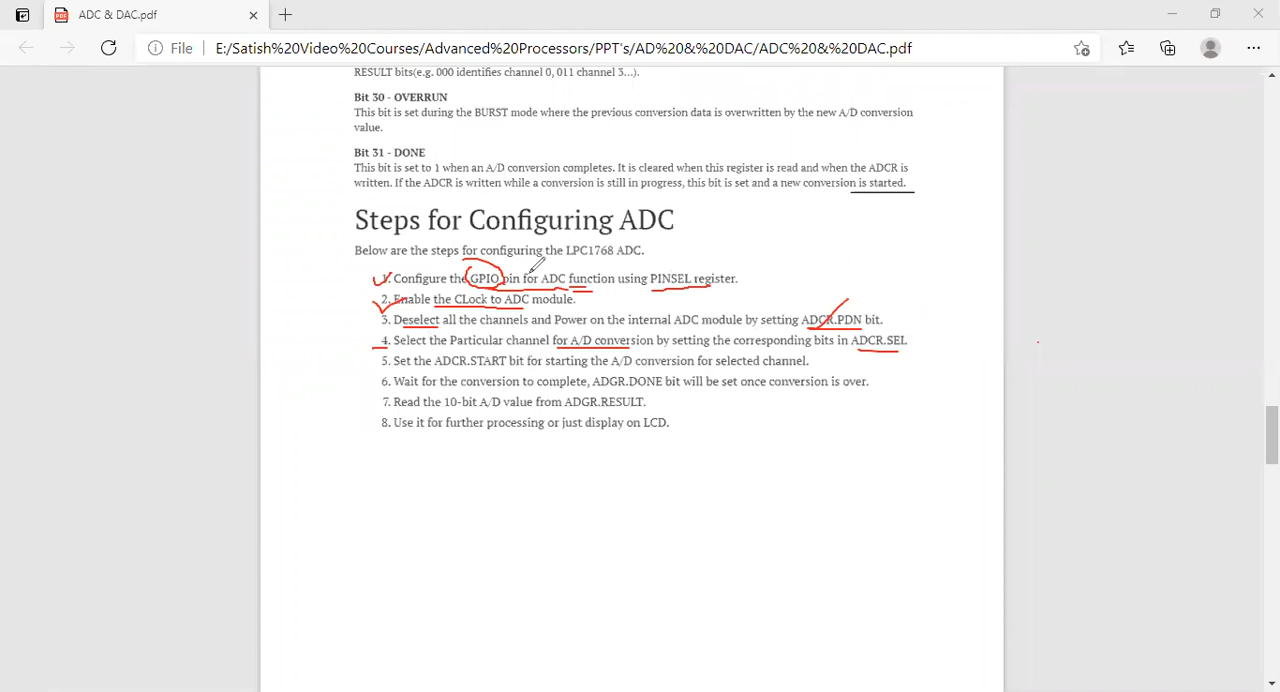 ADC & DAC.pdf
File
E:/Satish%20Video%20Courses/Advanced%20Processors/PPT's/AD%20&%20DAC/ADC%20&%20DAC.pdf
RESULT bits(e.g. 000 identifies channel 0, 011 channel 3...).
Bit 30 - OVERRUN
This bit is set during the BURST mode where the previous conversion data is overwritten by the new A/D conversion
value.
Bit 31 - DONE
This bit is set to 1 when an A/D conversion completes. It is cleared when this register is read and when the ADCR is
written. If the ADCR is written while a conversion is still in progress, this bit is set and a new conversion is started.
Steps for Configuring ADC
Below are the steps for configuring the LPC1768 ADC.
1. Configure the GPIO pin for ADC function using PINSEL register.
2. Enable the CLock to ADC module.
3. Deselect all the channels and Power on the internal ADC module by setting ADCR.PDN bit.
4. Select the Particular channel for A/D conversion by setting the corresponding bits in ADCR.SEL
5. Set the ADCR.START bit for starting the A/D conversion for selected channel.
6. Wait for the conversion to complete, ADGR.DONE bit will be set once conversion is over.
7. Read the 10-bit A/D value from ADGR.RESULT.
8. Use it for further processing or just display on LCD.